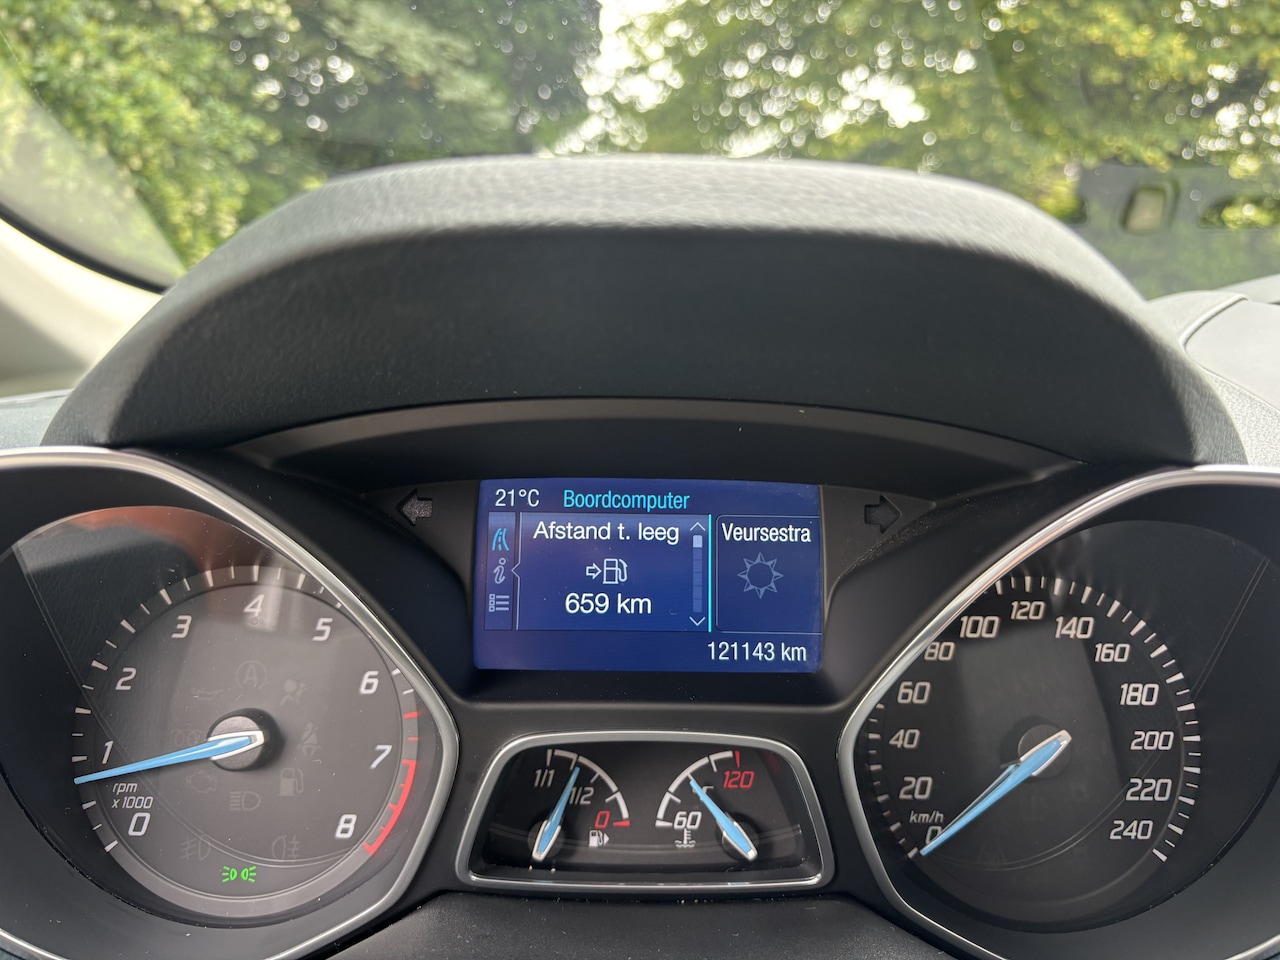 21°C Boordcomputer
Afstand t. leeg
659 km
Veursestra
121143 km
0 1 2 3 4 5 6 7 8
rpm
x 1000
1/1 1/2 0
60 120
0 20 40 60 80 100 120 140 160 180 200 220 240
km/h